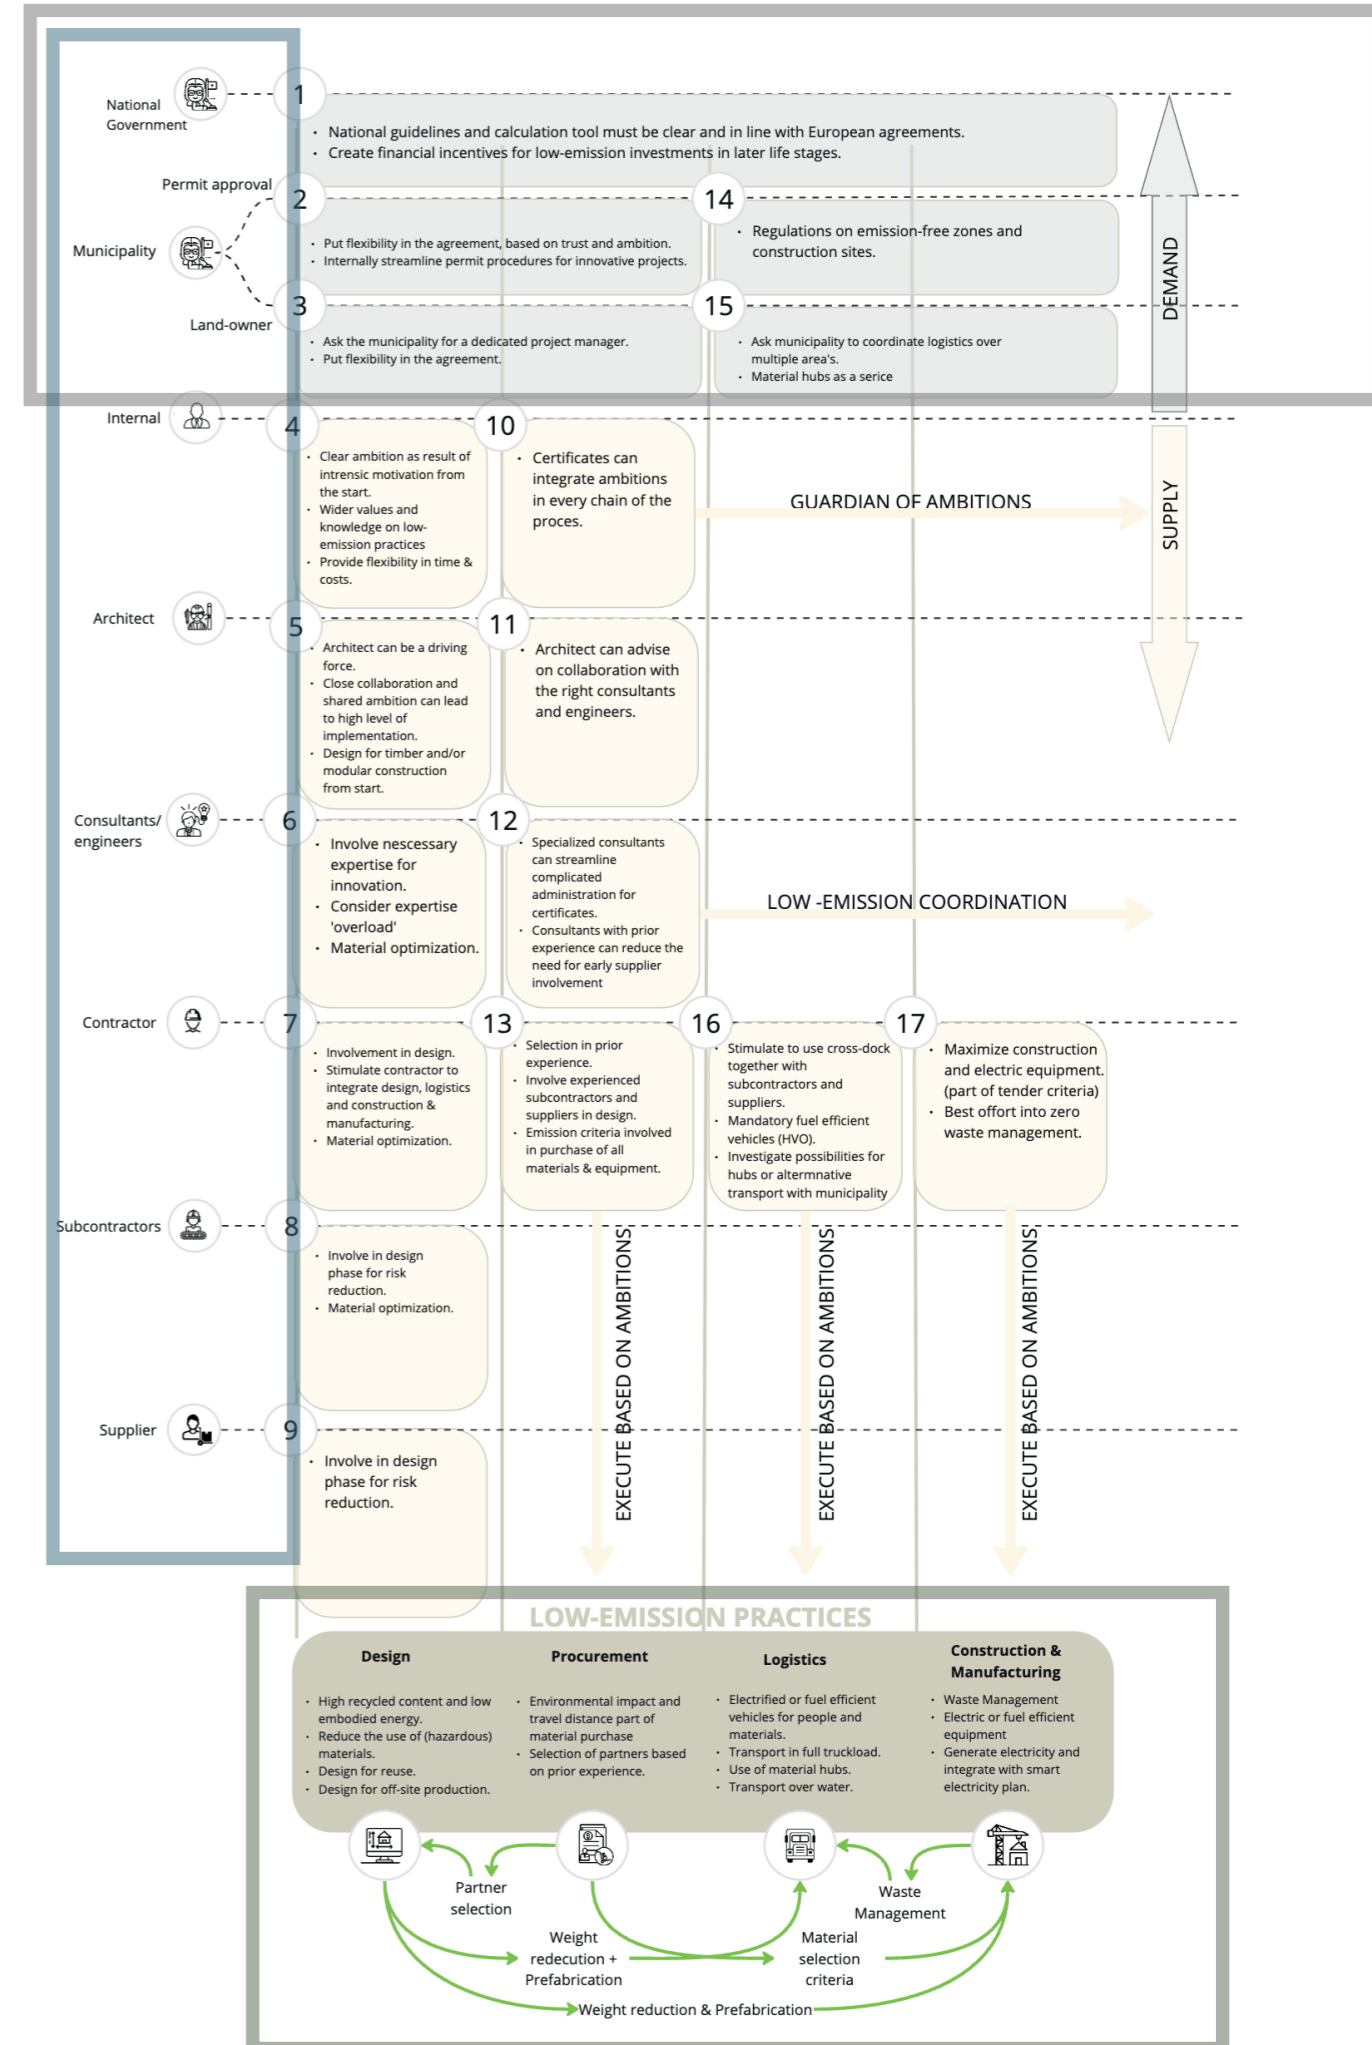 National
Government
1
• National guidelines and calculation tool must be clear and in line with European agreements.
• Create financial incentives for low-emission investments in later life stages.
Permit approval
2
14
Municipality
• Put flexibility in the agreement, based on trust and ambition.
• Internally streamline permit procedures for innovative projects.
• Regulations on emission-free zones and
construction sites.
DEMAND
3
15
Land-owner
• Ask the municipality for a dedicated project manager.
• Put flexibility in the agreement.
• Ask municipality to coordinate logistics over
multiple area's.
• Material hubs as a serice
Internal
4
10
• Clear ambition as result of
intrensic motivation from
the start.
• Wider values and
knowledge on low-
emission practices
• Provide flexibility in time &
costs.
• Certificates can
integrate ambitions
in every chain of the
proces.
GUARDIAN OF AMBITIONS
SUPPLY
Architect
5
11
• Architect can be a driving
force.
• Close collaboration and
shared ambition can lead
to high level of
implementation.
• Design for timber and/or
modular construction
from start.
• Architect can advise
on collaboration with
the right consultants
and engineers.
Consultants/
engineers
6
12
• Involve nescessary
expertise for
innovation.
• Consider expertise
'overload'
• Material optimization.
• Specialized consultants
can streamline
complicated
administration for
certificates.
• Consultants with prior
experience can reduce the
need for early supplier
involvement
LOW -EMISSION COORDINATION
Contractor
7
13
16
17
• Involvement in design.
• Stimulate contractor to
integrate design, logistics
and construction &
manufacturing.
• Material optimization.
• Selection in prior
experience.
• Involve experienced
subcontractors and
suppliers in design.
• Emission criteria involved
in purchase of all
materials & equipment.
• Stimulate to use cross-dock
together with
subcontractors and
suppliers.
• Mandatory fuel efficient
vehicles (HVO).
• Investigate possibilities for
hubs or altermnative
transport with municipality
• Maximize construction
and electric equipment.
(part of tender criteria)
• Best effort into zero
waste management.
Subcontractors
8
• Involve in design
phase for risk
reduction.
• Material optimization.
EXECUTE BASED ON AMBITIONS
EXECUTE BASED ON AMBITIONS
EXECUTE BASED ON AMBITIONS
Supplier
9
• Involve in design
phase for risk
reduction.
LOW-EMISSION PRACTICES
Design
• High recycled content and low
embodied energy.
• Reduce the use of (hazardous)
materials.
• Design for reuse.
• Design for off-site production.
Procurement
• Environmental impact and
travel distance part of
material purchase
• Selection of partners based
on prior experience.
Logistics
• Electrified or fuel efficient
vehicles for people and
materials.
• Transport in full truckload.
• Use of material hubs.
• Transport over water.
Construction &
Manufacturing
• Waste Management
• Electric or fuel efficient
equipment
• Generate electricity and
integrate with smart
electricity plan.
Partner
selection
Waste
Management
Weight
redecution +
Prefabrication
Material
selection
criteria
Weight reduction & Prefabrication